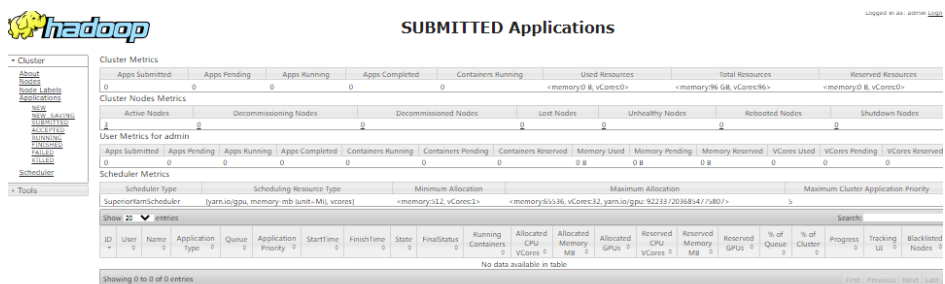 Logged in as: admin Logo
hadoop
SUBMITTED Applications
Cluster
About
Nodes
Node Labels
Applications
NEW
NEW_SAVING
SUBMITTED
ACCEPTED
RUNNING
FINISHED
FAILED
KILLED
Scheduler
Tools
Cluster Metrics
Apps Submitted Apps Pending Apps Running Apps Completed Containers Running Used Resources Total Resources Reserved Resources
0 0 0 0 0 <memory:0 B, vCores:0> <memory:96 GB, vCores:96> <memory:0 B, vCores:0>
Cluster Nodes Metrics
Active Nodes Decommissioning Nodes Decommissioned Nodes Lost Nodes Unhealthy Nodes Rebooted Nodes Shutdown Nodes
3 0 0 0 0 0 0
User Metrics for admin
Apps Submitted Apps Pending Apps Running Apps Completed Containers Running Containers Pending Containers Reserved Memory Used Memory Pending Memory Reserved VCores Used VCores Pending VCores Reserved
0 0 0 0 0 0 0 0 B 0 B 0 B 0 0 0
Scheduler Metrics
Scheduler Type Scheduling Resource Type Minimum Allocation Maximum Allocation Maximum Cluster Application Priority
SuperiorYarnScheduler [yarn.io/gpu, memory-mb (unit=Mi), vcores] <memory:512, vCores:1> <memory:65536, vCores:32, yarn.io/gpu: 9223372036854775807> 5
Show 20 entries Search:
ID User Name Application Type Queue Application Priority StartTime FinishTime State FinalStatus Running Containers Allocated CPU VCores Allocated Memory MB Allocated GPUs Reserved CPU VCores Reserved Memory MB Reserved GPUs % of Queue % of Cluster Progress Tracking UI Blacklisted Nodes
No data available in table
Showing 0 to 0 of 0 entries First Previous Next Last